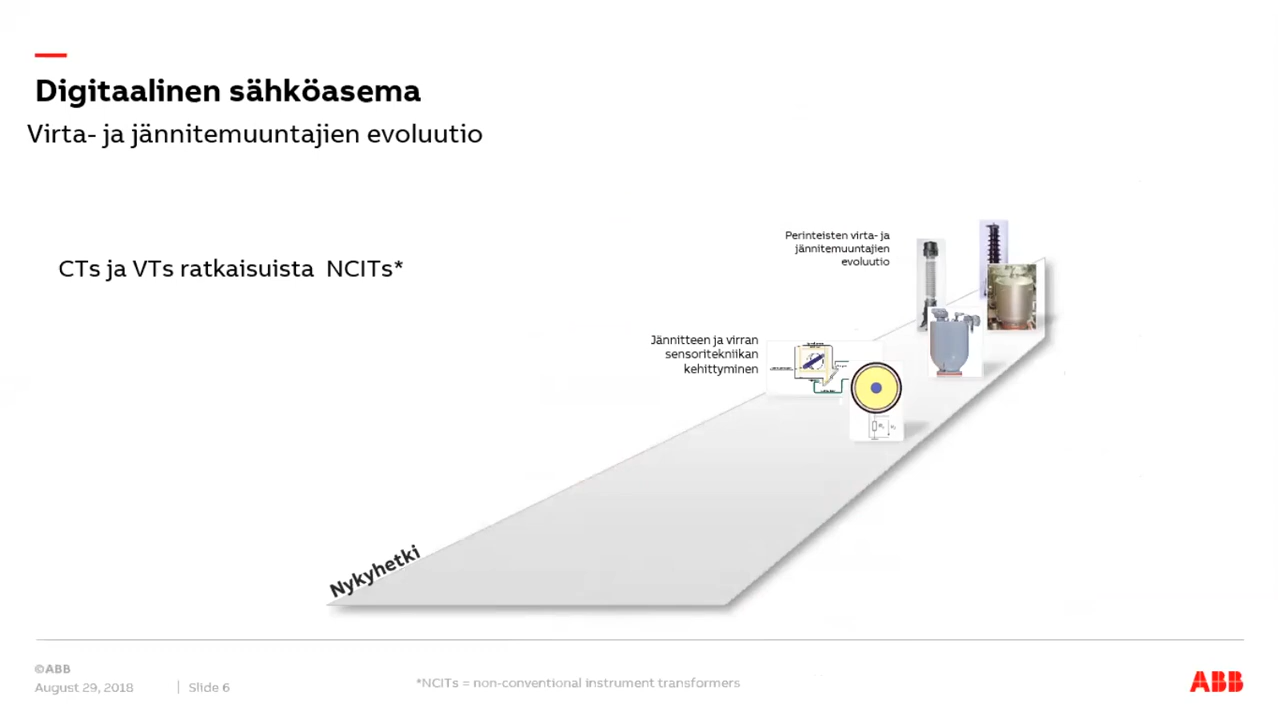 Digitaalinen sähköasema
Virta- ja jännitemuuntajien evoluutio
CTs ja VTs ratkaisuista NCITs*
Perinteisten virta- ja
jännitemuuntajien
evoluutio
Jännitteen ja virran
sensoritekniikan
kehittyminen
Nykyhetki
©ABB
August 29, 2018
Slide 6
*NCITs = non-conventional instrument transformers
ABB